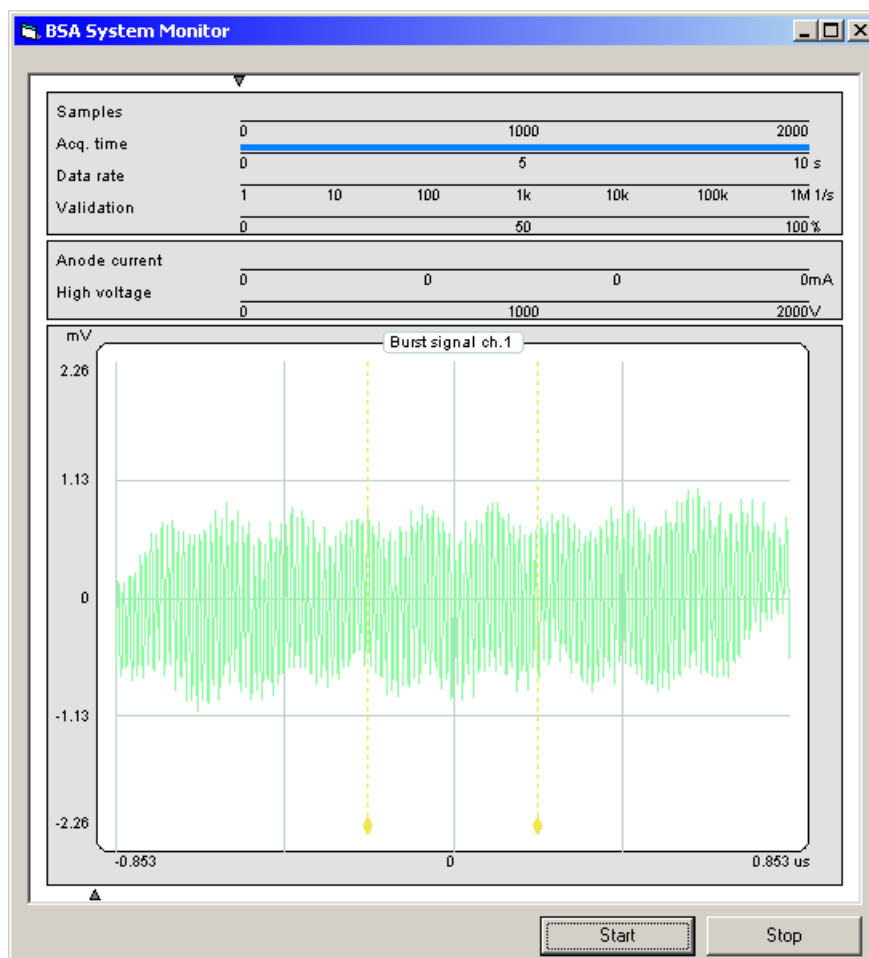 BSA System Monitor
Samples
0 1000 2000
Acq. time
0 5 10 s
Data rate
1 10 100 1k 10k 100k 1M 1/s
Validation
0 50 100%
Anode current
0 0 0 0mA
High voltage
0 1000 2000V
mV
Burst signal ch.1
2.26
1.13
0
-1.13
-2.26
-0.853 0 0.853 us
Start Stop